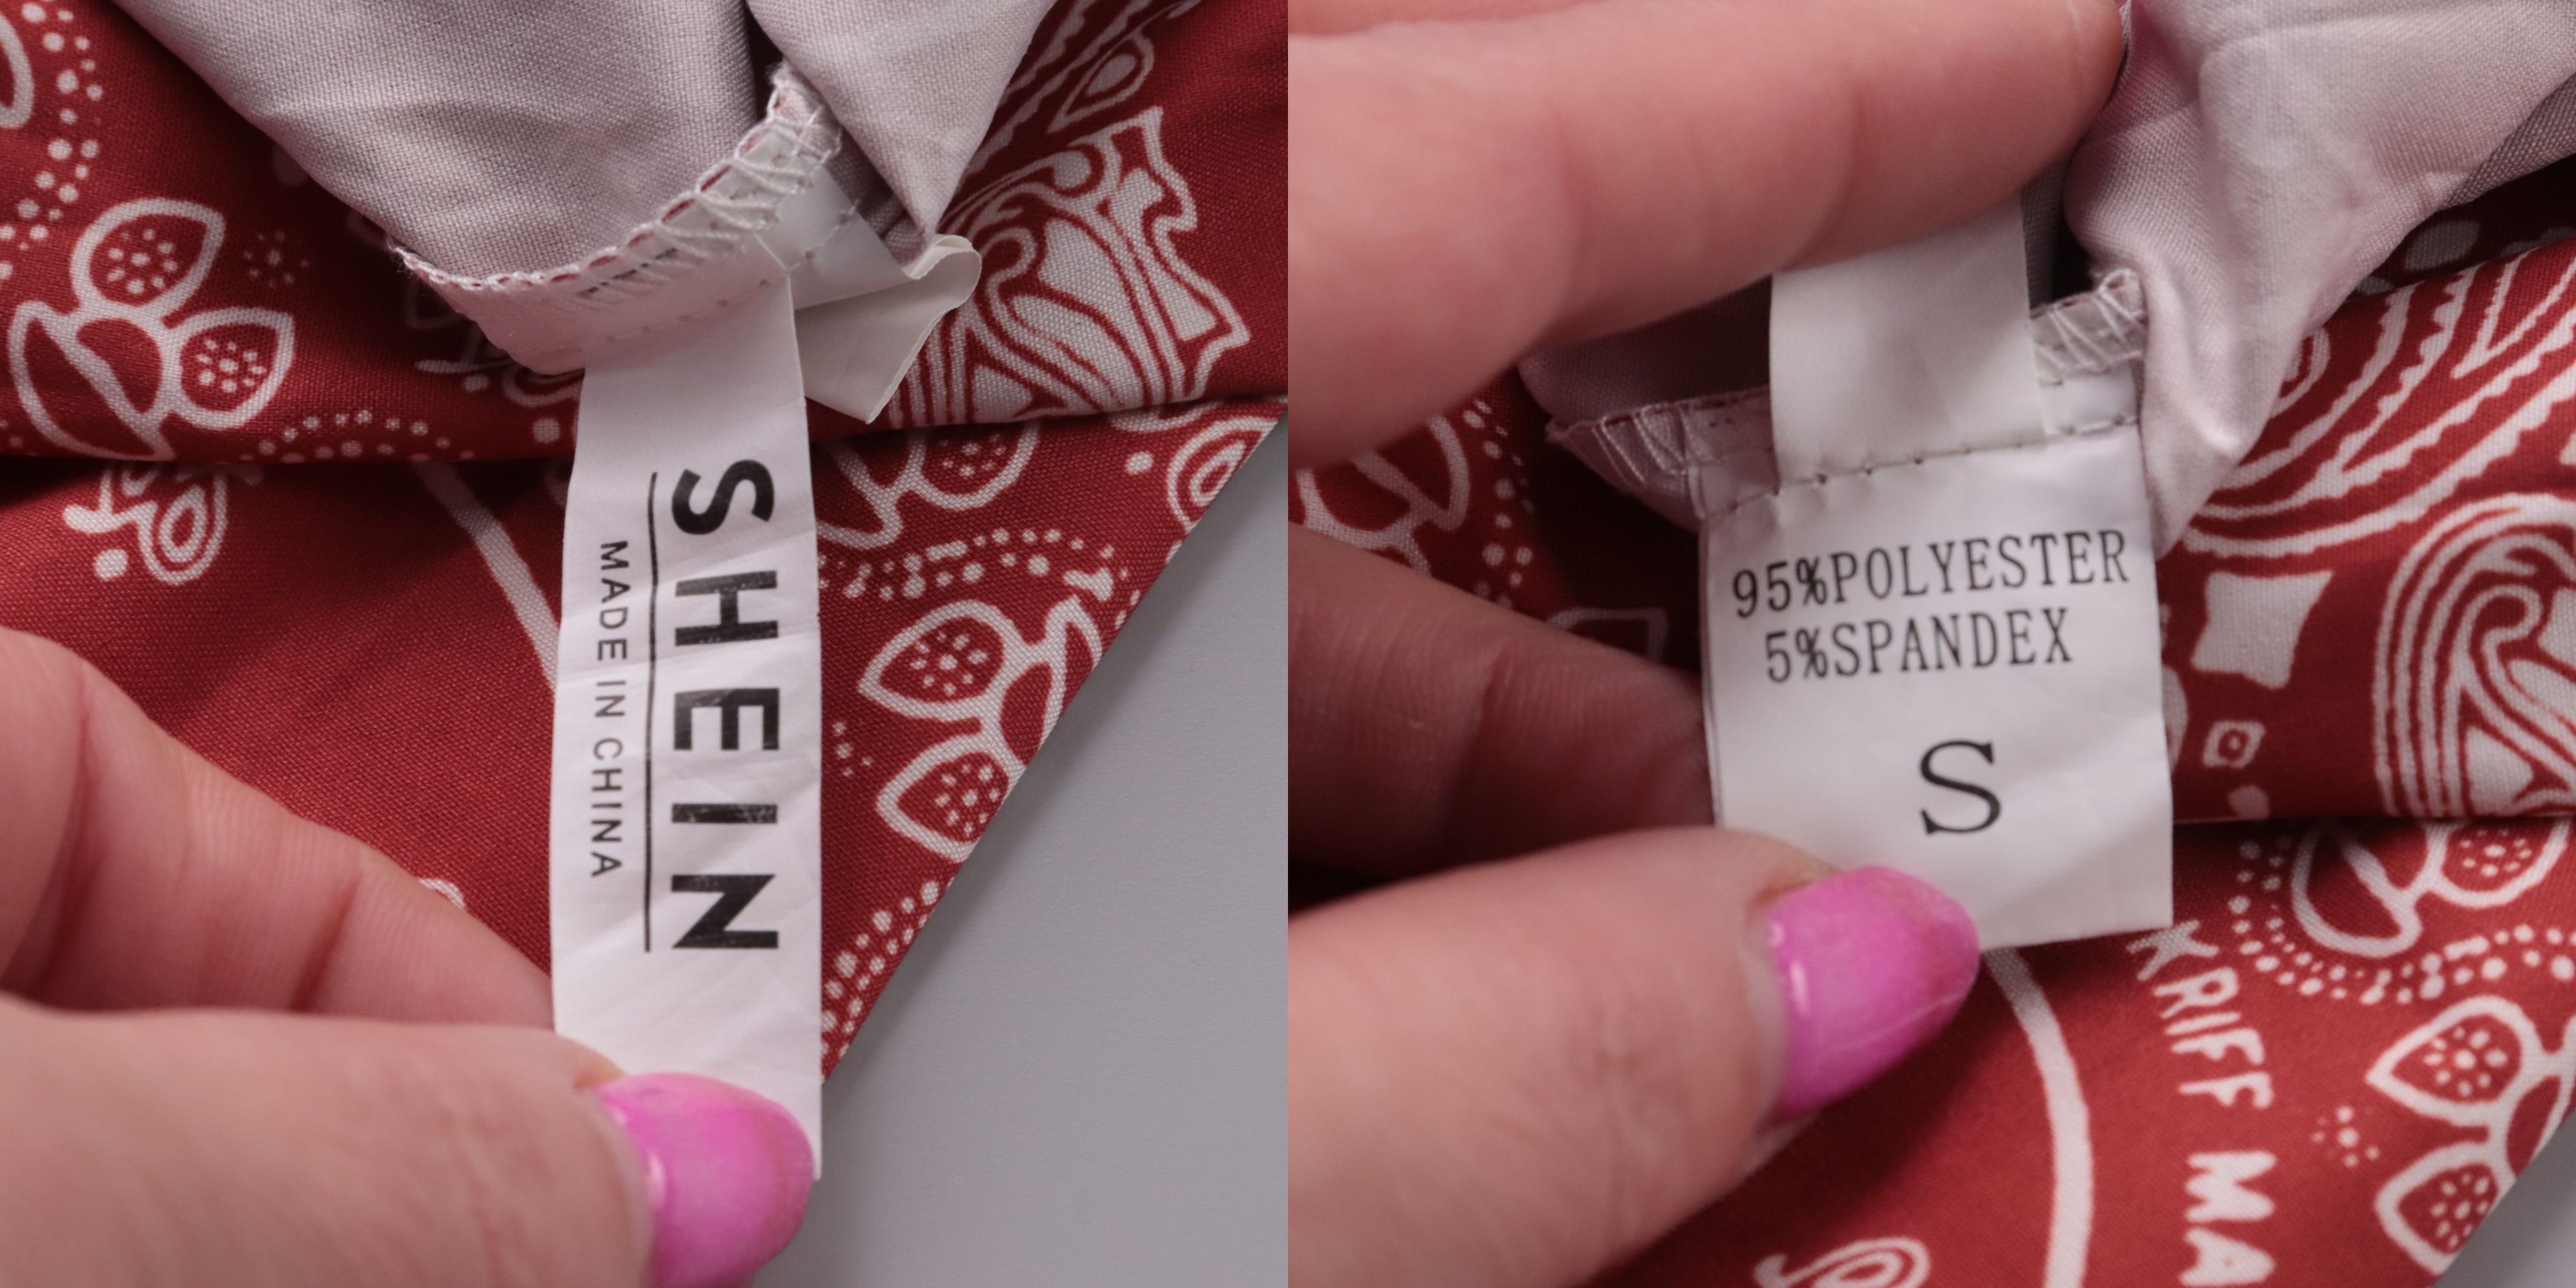 SHEIN
MADE IN CHINA
95%POLYESTER
5%SPANDEX
S
KRIFF MA